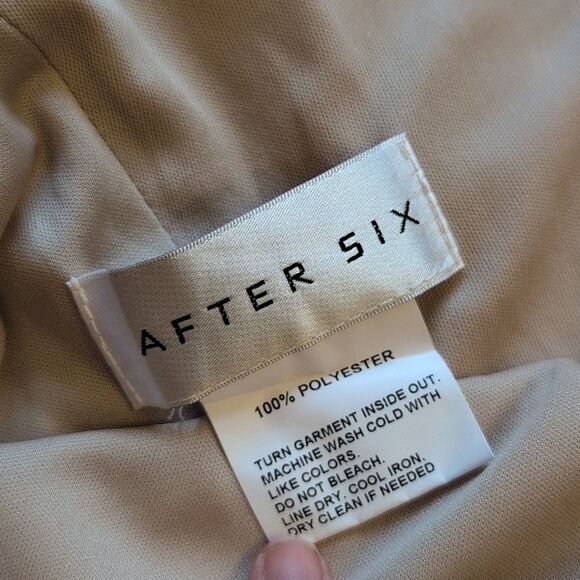 AFTER SIX
100% POLYESTER
TURN GARMENT INSIDE OUT.
MACHINE WASH COLD WITH
LIKE COLORS.
DO NOT BLEACH.
LINE DRY. COOL IRON.
DRY CLEAN IF NEEDED